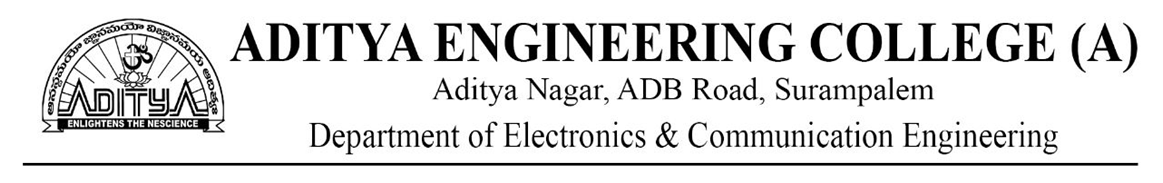 ADITYA ENGINEERING COLLEGE (A)
Aditya Nagar, ADB Road, Surampalem
Department of Electronics & Communication Engineering
ADITYA
ENLIGHTENS THE NESCIENCE